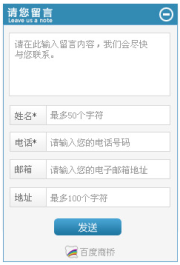 请您留言
Leave us a note
请在此输入留言内容，我们会尽快
与您联系。
姓名* 最多50个字符
电话* 请输入您的电话号码
邮箱 请输入您的电子邮箱地址
地址 最多100个字符
发送
百度商桥